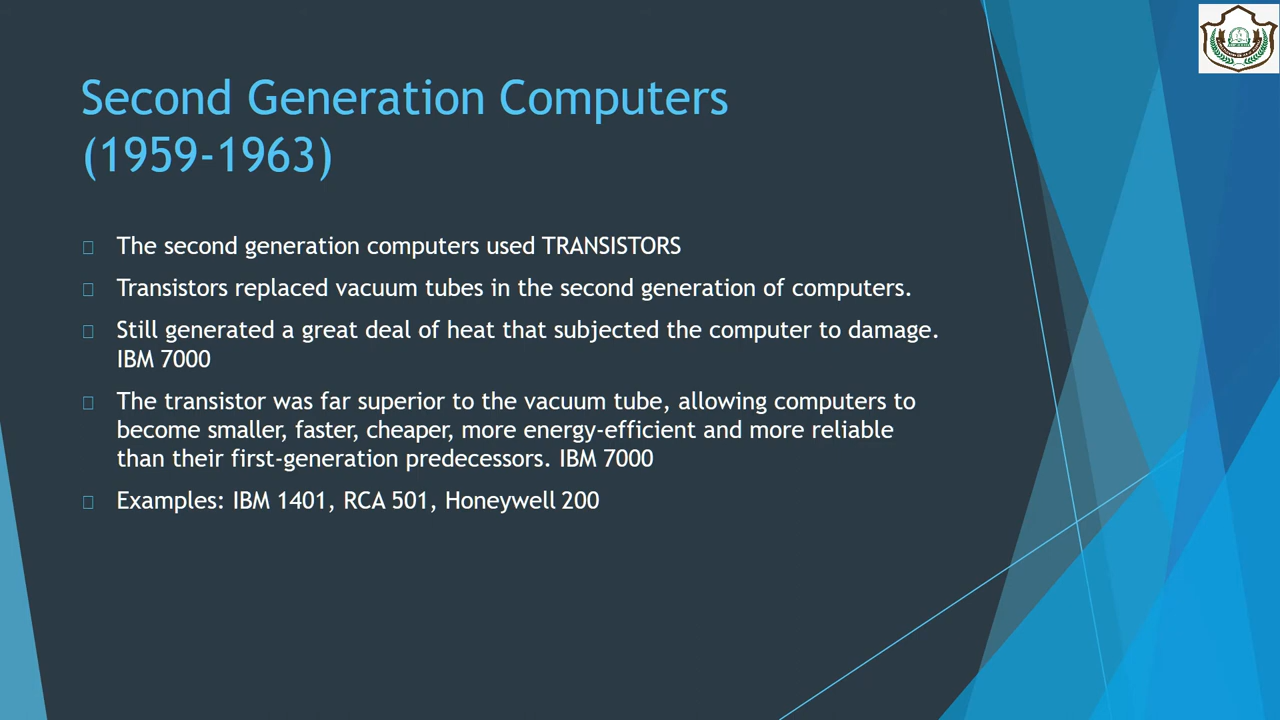 Second Generation Computers
(1959-1963)
The second generation computers used TRANSISTORS
Transistors replaced vacuum tubes in the second generation of computers.
Still generated a great deal of heat that subjected the computer to damage.
IBM 7000
The transistor was far superior to the vacuum tube, allowing computers to
become smaller, faster, cheaper, more energy-efficient and more reliable
than their first-generation predecessors. IBM 7000
Examples: IBM 1401, RCA 501, Honeywell 200